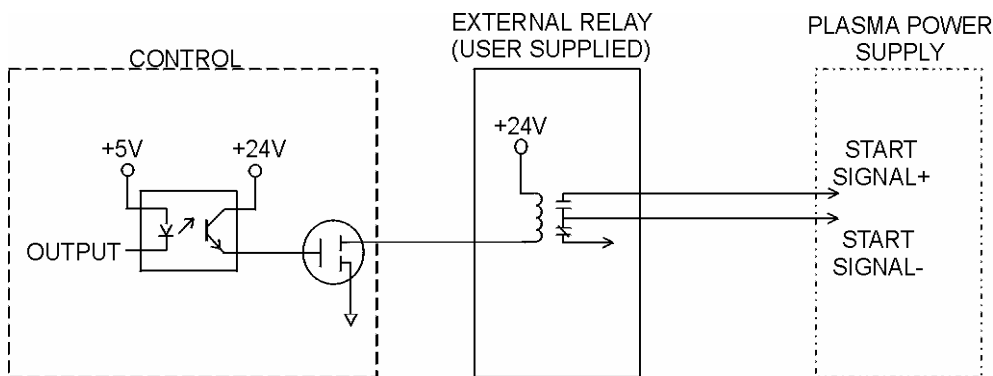 EXTERNAL RELAY
(USER SUPPLIED)
PLASMA POWER
SUPPLY
CONTROL
+5V
+24V
OUTPUT
+24V
START
SIGNAL+
START
SIGNAL-